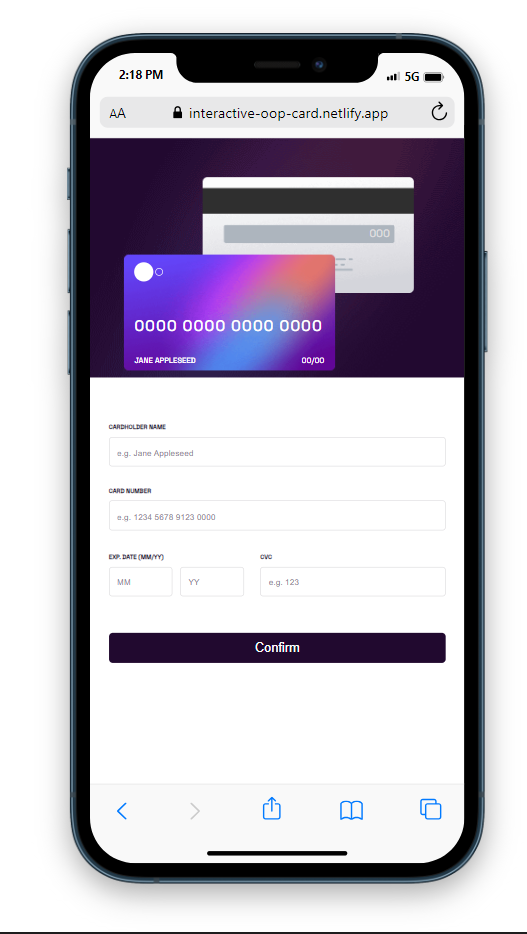 2:18 PM 5G
AA interactive-oop-card.netlify.app
000
0000 0000 0000 0000
JANE APPLESEED 00/00
CARDHOLDER NAME
e.g. Jane Appleseed
CARD NUMBER
e.g. 1234 5678 9123 0000
EXP. DATE (MM/YY) CVC
MM YY e.g. 123
Confirm